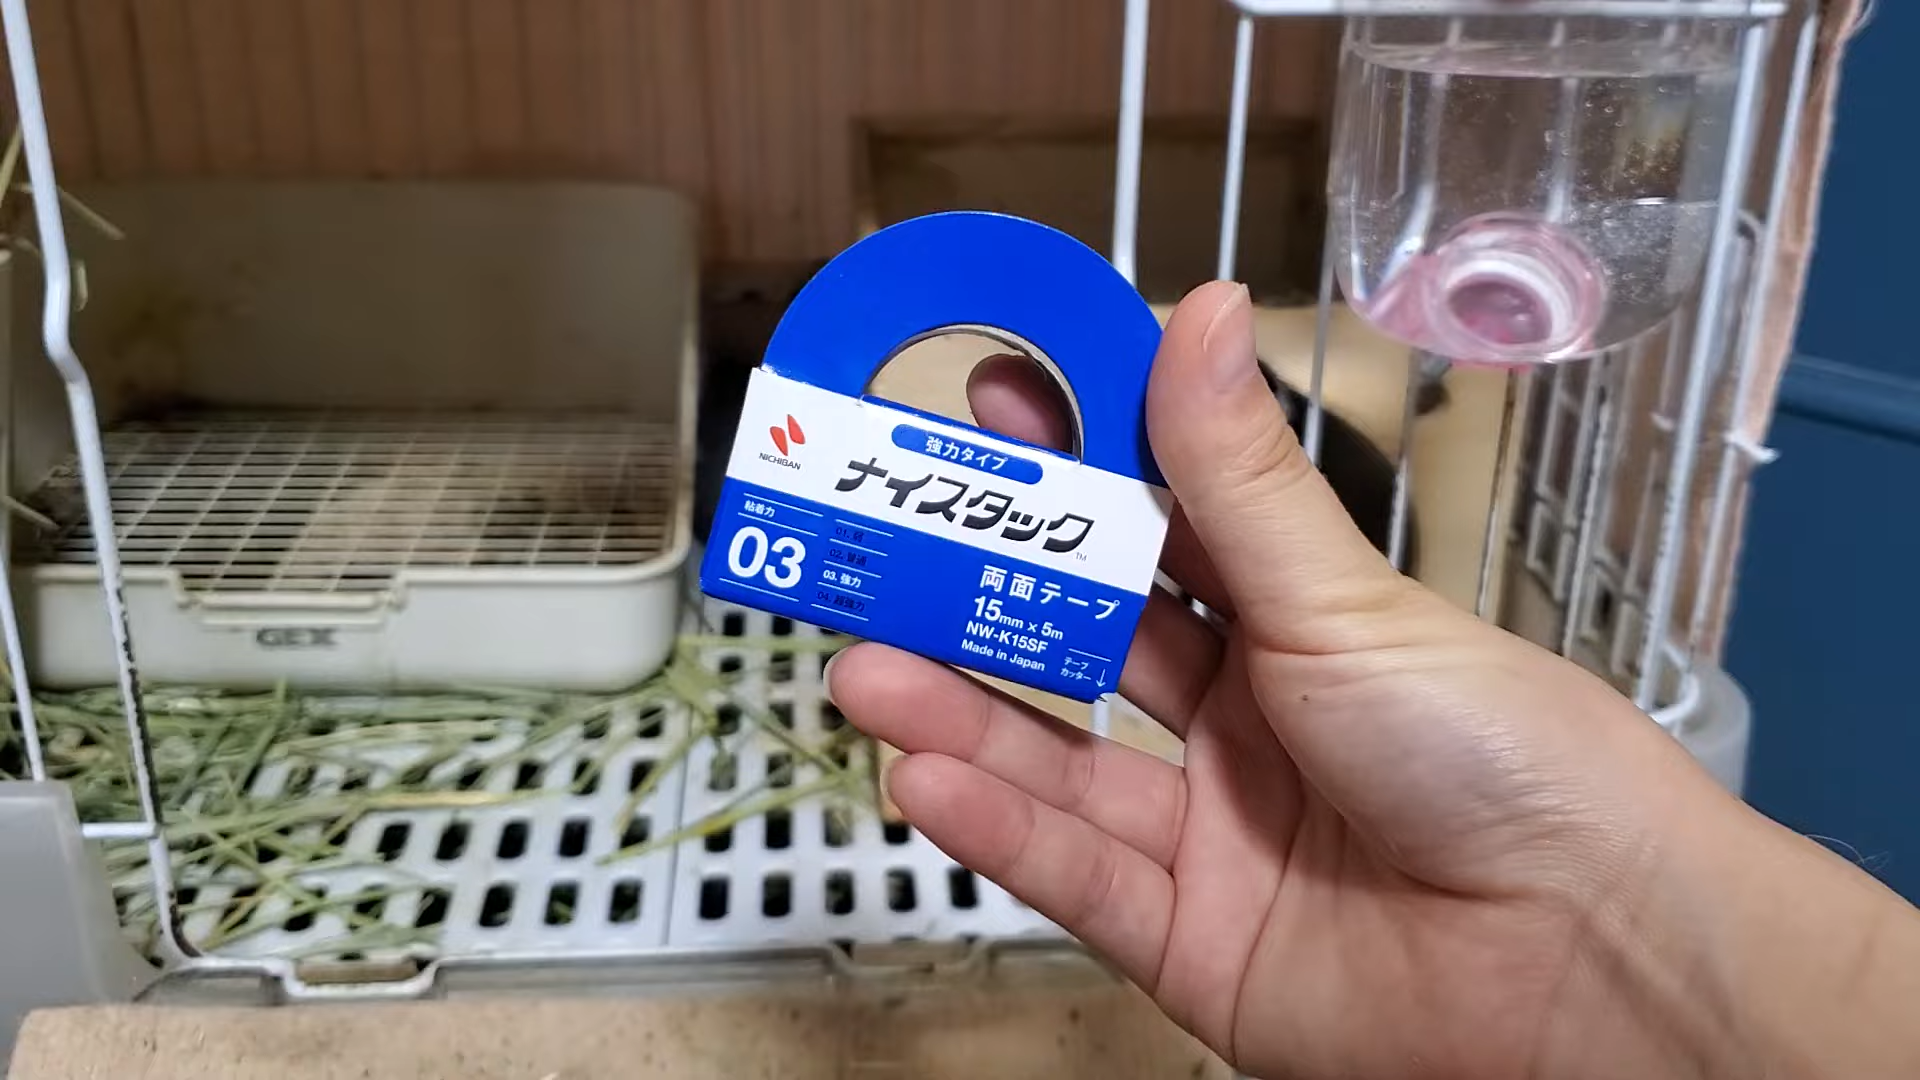 強力タイプ
NICHIBAN
ナイスタック™
粘着力
03
01. 弱
02. 普通
03. 強力
04. 超強力
両面テープ
15mm × 5m
NW-K15SF
Made in Japan
テープ
カッター ↓
GEX